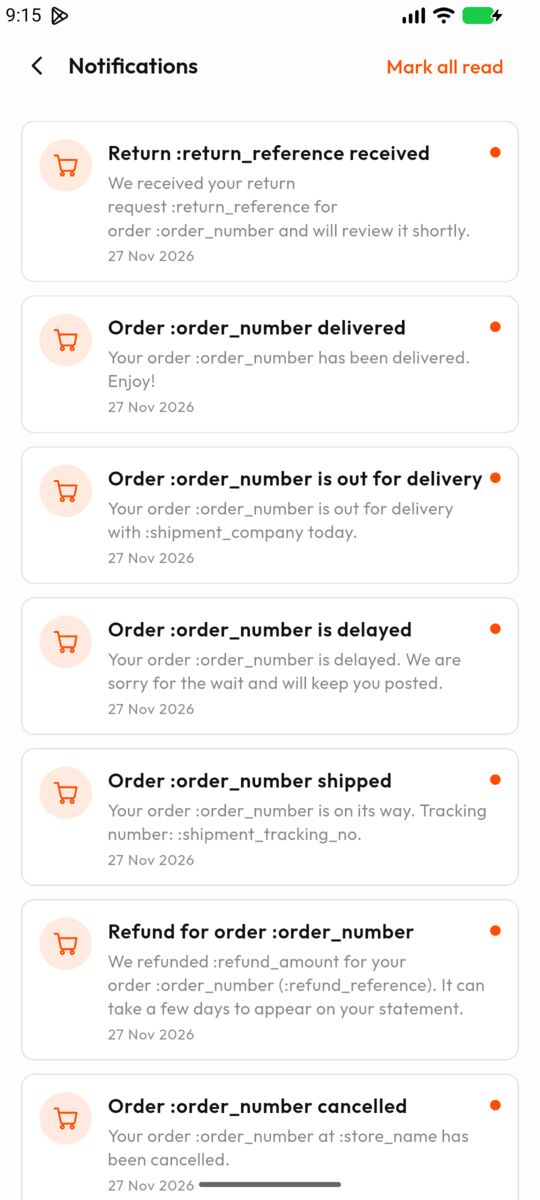 9:15
Notifications
Mark all read
Return :return_reference received
We received your return
request :return_reference for
order :order_number and will review it shortly.
27 Nov 2026
Order :order_number delivered
Your order :order_number has been delivered.
Enjoy!
27 Nov 2026
Order :order_number is out for delivery
Your order :order_number is out for delivery
with :shipment_company today.
27 Nov 2026
Order :order_number is delayed
Your order :order_number is delayed. We are
sorry for the wait and will keep you posted.
27 Nov 2026
Order :order_number shipped
Your order :order_number is on its way. Tracking
number: :shipment_tracking_no.
27 Nov 2026
Refund for order :order_number
We refunded :refund_amount for your
order :order_number (:refund_reference). It can
take a few days to appear on your statement.
27 Nov 2026
Order :order_number cancelled
Your order :order_number at :store_name has
been cancelled.
27 Nov 2026